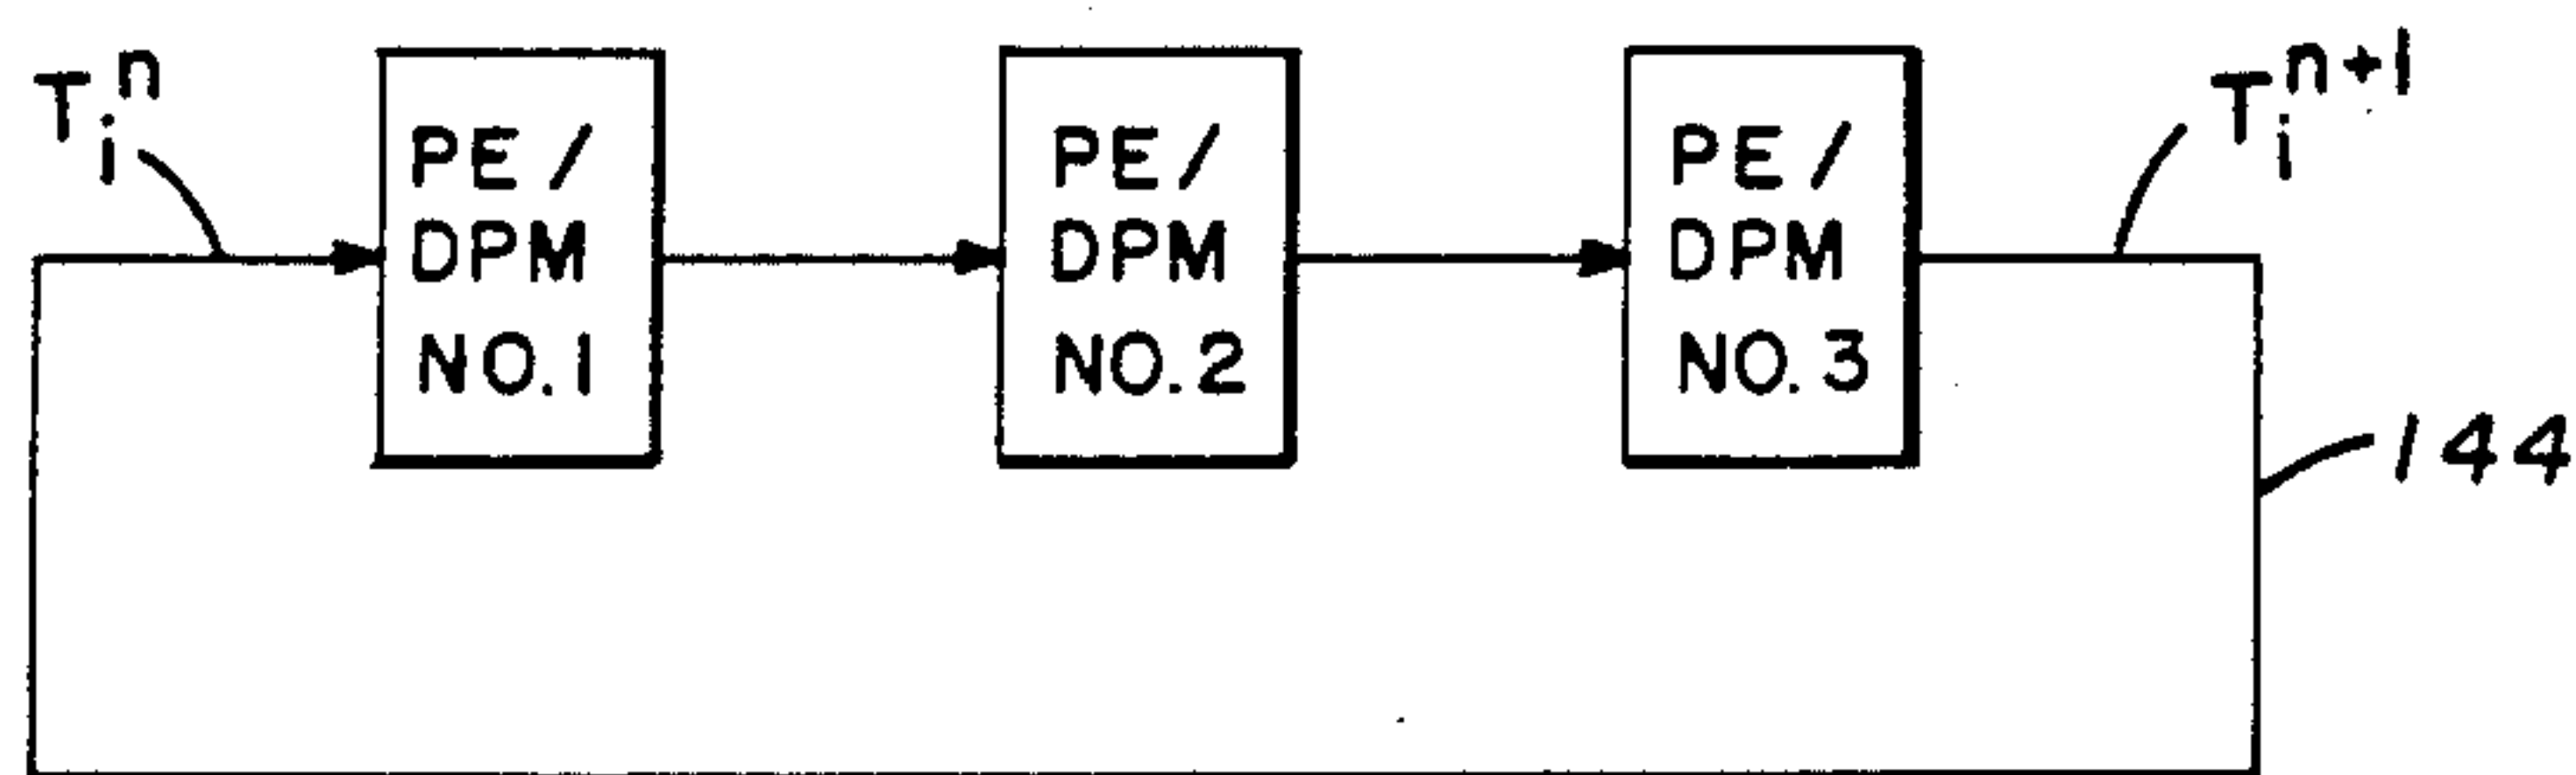 T_i^n
PE/
DPM
NO.1
PE/
DPM
NO.2
PE/
DPM
NO.3
T_i^{n+1}
144